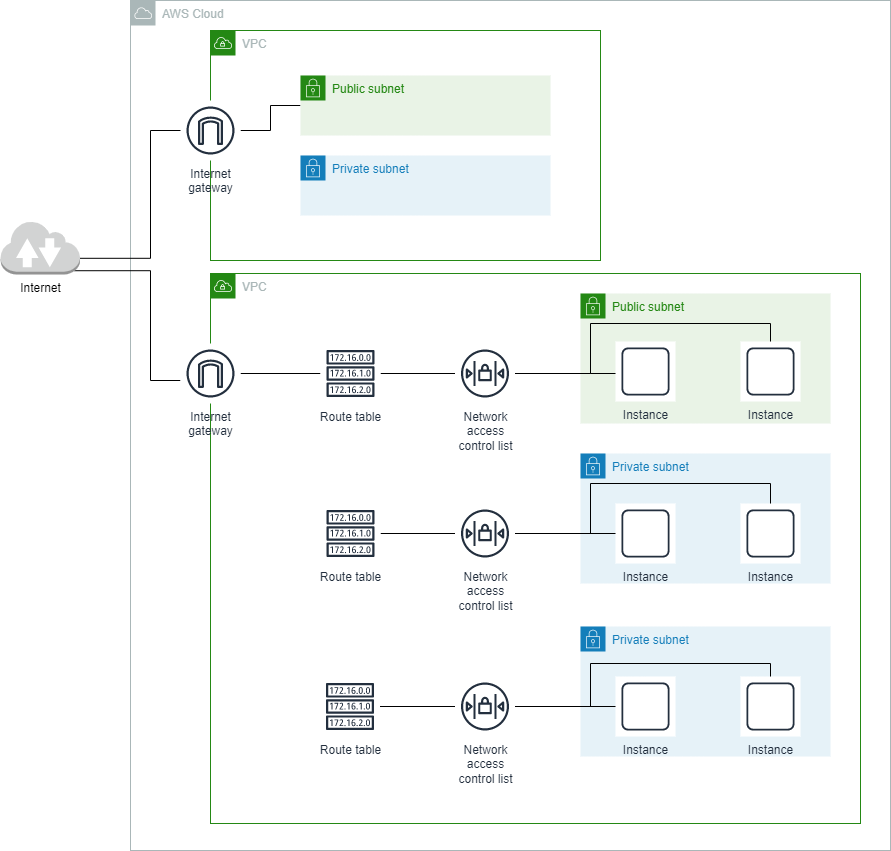 AWS Cloud
VPC
Public subnet
Internet
gateway
Private subnet
Internet
VPC
Public subnet
172.16.0.0
172.16.1.0
172.16.2.0
Internet
gateway
Route table
Network
access
control list
Instance
Instance
Private subnet
172.16.0.0
172.16.1.0
172.16.2.0
Route table
Network
access
control list
Instance
Instance
Private subnet
172.16.0.0
172.16.1.0
172.16.2.0
Route table
Network
access
control list
Instance
Instance